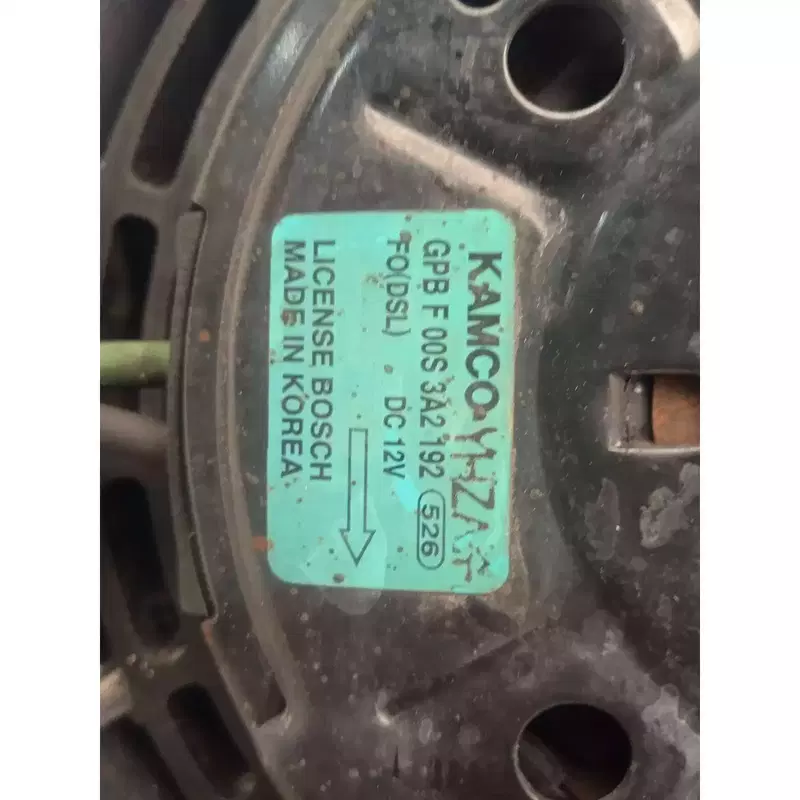 KAMCO
GPB F 00S 3A2 192 526
FO(DSL) DC 12V
LICENSE BOSCH
MADE IN KOREA